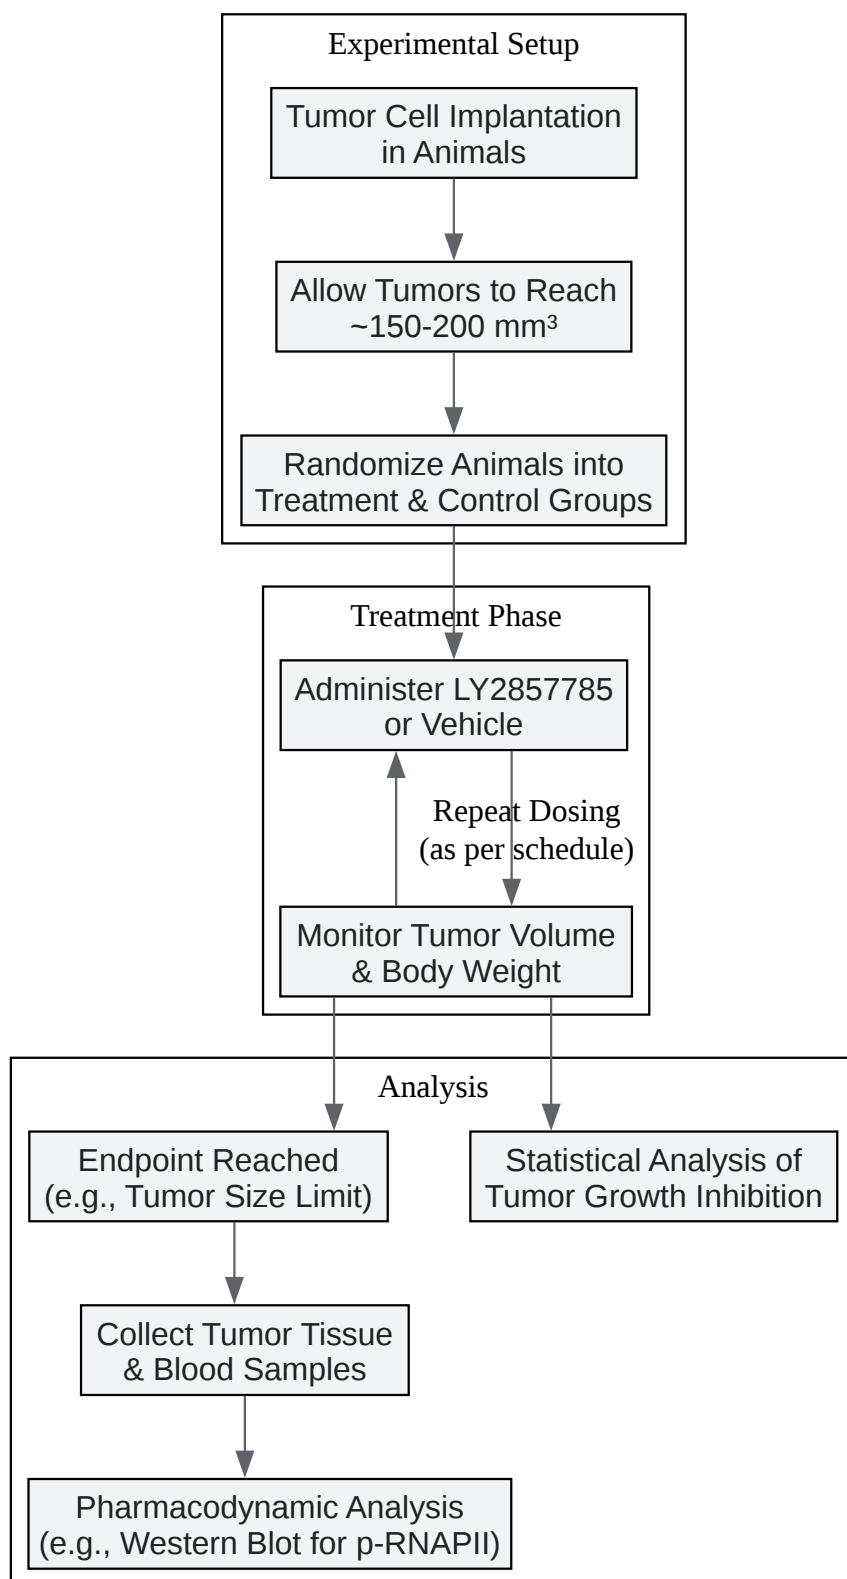 Experimental Setup
Tumor Cell Implantation
in Animals
Allow Tumors to Reach
~150-200 mm³
Randomize Animals into
Treatment & Control Groups
Treatment Phase
Administer LY2857785
or Vehicle
Repeat Dosing
(as per schedule)
Monitor Tumor Volume
& Body Weight
Analysis
Endpoint Reached
(e.g., Tumor Size Limit)
Statistical Analysis of
Tumor Growth Inhibition
Collect Tumor Tissue
& Blood Samples
Pharmacodynamic Analysis
(e.g., Western Blot for p-RNAPII)